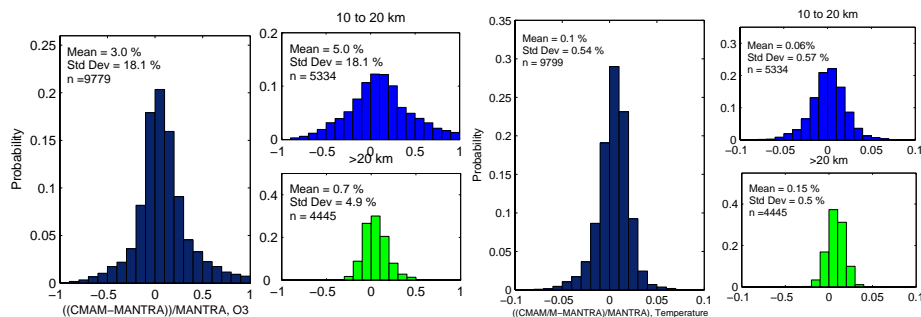 0.25
0.2
0.15
0.1
0.05
0
Probability
Mean = 3.0 %
Std Dev = 18.1 %
n =9779
−1 −0.5 0 0.5 1
((CMAM−MANTRA))/MANTRA, O3
10 to 20 km
0.2
0.1
0
Mean = 5.0 %
Std Dev = 18.1 %
n = 5334
−1 −0.5 0 0.5 1
>20 km
0.4
0.2
0
Mean = 0.7 %
Std Dev = 4.9 %
n = 4445
−1 −0.5 0 0.5 1
0.35
0.3
0.25
0.2
0.15
0.1
0.05
0
Probability
Mean = 0.1 %
Std Dev = 0.54 %
n = 9799
−0.1 −0.05 0 0.05 0.1
((CMAM/M−MANTRA)/MANTRA), Temperature
10 to 20 km
0.3
0.2
0.1
0
Mean = 0.06%
Std Dev = 0.57 %
n = 5334
−0.1 −0.05 0 0.05 0.1
>20 km
0.4
0.2
0
Mean = 0.15 %
Std Dev = 0.5 %
n =4445
−0.1 −0.05 0 0.05 0.1